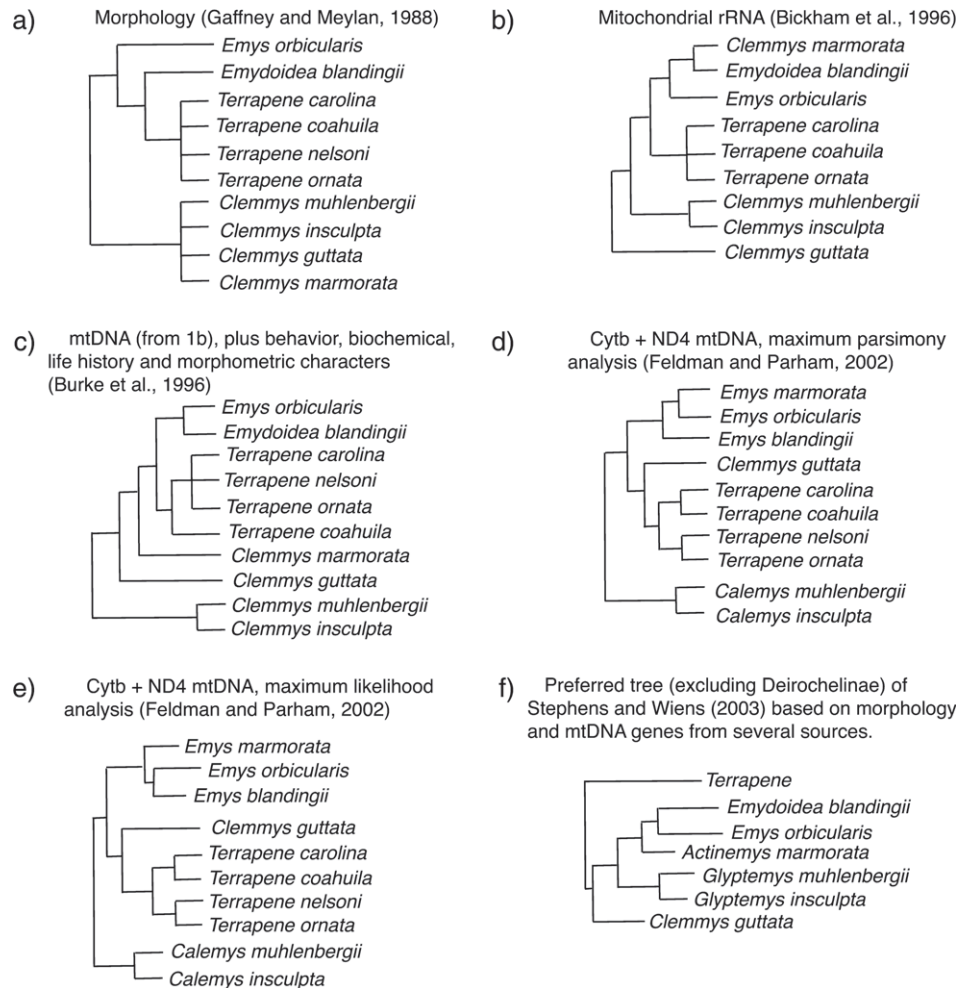 a) Morphology (Gaffney and Meylan, 1988)
Emys orbicularis
Emydoidea blandingii
Terrapene carolina
Terrapene coahuila
Terrapene nelsoni
Terrapene ornata
Clemmys muhlenbergii
Clemmys insculpta
Clemmys guttata
Clemmys marmorata
b) Mitochondrial rRNA (Bickham et al., 1996)
Clemmys marmorata
Emydoidea blandingii
Emys orbicularis
Terrapene carolina
Terrapene coahuila
Terrapene ornata
Clemmys muhlenbergii
Clemmys insculpta
Clemmys guttata
c) mtDNA (from 1b), plus behavior, biochemical,
life history and morphometric characters
(Burke et al., 1996)
Emys orbicularis
Emydoidea blandingii
Terrapene carolina
Terrapene nelsoni
Terrapene ornata
Terrapene coahuila
Clemmys marmorata
Clemmys guttata
Clemmys muhlenbergii
Clemmys insculpta
d) Cytb + ND4 mtDNA, maximum parsimony
analysis (Feldman and Parham, 2002)
Emys marmorata
Emys orbicularis
Emys blandingii
Clemmys guttata
Terrapene carolina
Terrapene coahuila
Terrapene nelsoni
Terrapene ornata
Calemys muhlenbergii
Calemys insculpta
e) Cytb + ND4 mtDNA, maximum likelihood
analysis (Feldman and Parham, 2002)
Emys marmorata
Emys orbicularis
Emys blandingii
Clemmys guttata
Terrapene carolina
Terrapene coahuila
Terrapene nelsoni
Terrapene ornata
Calemys muhlenbergii
Calemys insculpta
f) Preferred tree (excluding Deirochelinae) of
Stephens and Wiens (2003) based on morphology
and mtDNA genes from several sources.
Terrapene
Emydoidea blandingii
Emys orbicularis
Actinemys marmorata
Glyptemys muhlenbergii
Glyptemys insculpta
Clemmys guttata